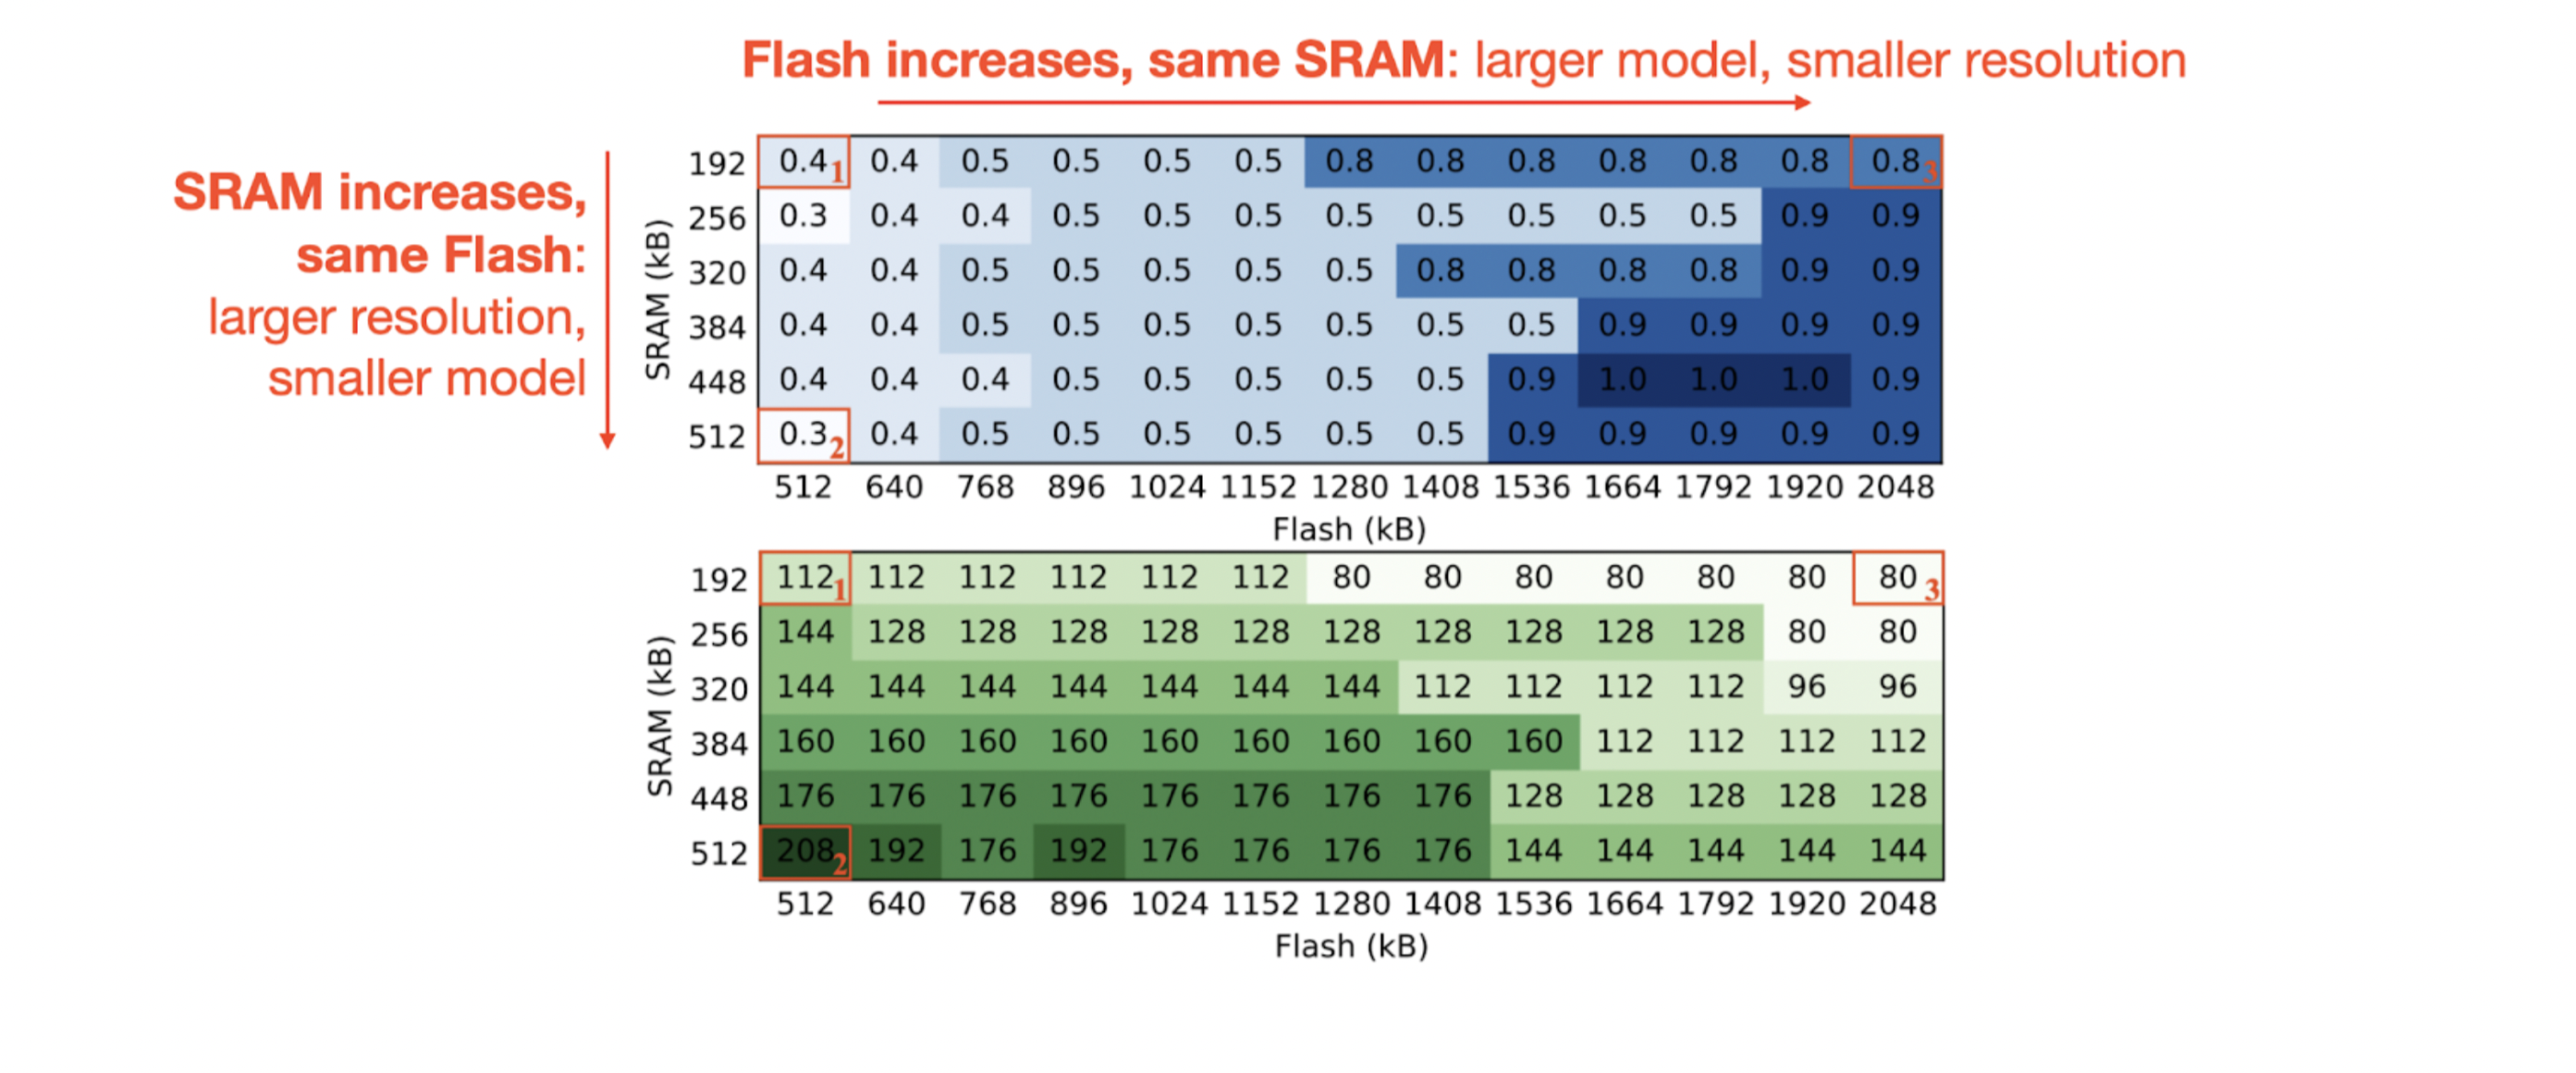 Flash increases, same SRAM: larger model, smaller resolution
SRAM increases,
same Flash:
larger resolution,
smaller model
SRAM (kB)
192 0.4 1 0.4 0.5 0.5 0.5 0.5 0.8 0.8 0.8 0.8 0.8 0.8 0.8 3
256 0.3 0.4 0.4 0.5 0.5 0.5 0.5 0.5 0.5 0.5 0.5 0.9 0.9
320 0.4 0.4 0.5 0.5 0.5 0.5 0.5 0.8 0.8 0.8 0.8 0.9 0.9
384 0.4 0.4 0.5 0.5 0.5 0.5 0.5 0.5 0.5 0.9 0.9 0.9 0.9
448 0.4 0.4 0.4 0.5 0.5 0.5 0.5 0.5 0.9 1.0 1.0 1.0 0.9
512 0.3 2 0.4 0.5 0.5 0.5 0.5 0.5 0.5 0.9 0.9 0.9 0.9 0.9
512 640 768 896 1024 1152 1280 1408 1536 1664 1792 1920 2048
Flash (kB)
SRAM (kB)
192 112 1 112 112 112 112 112 80 80 80 80 80 80 80 3
256 144 128 128 128 128 128 128 128 128 128 128 80 80
320 144 144 144 144 144 144 144 112 112 112 112 96 96
384 160 160 160 160 160 160 160 160 160 112 112 112 112
448 176 176 176 176 176 176 176 176 128 128 128 128 128
512 208 2 192 176 192 176 176 176 176 144 144 144 144 144
512 640 768 896 1024 1152 1280 1408 1536 1664 1792 1920 2048
Flash (kB)